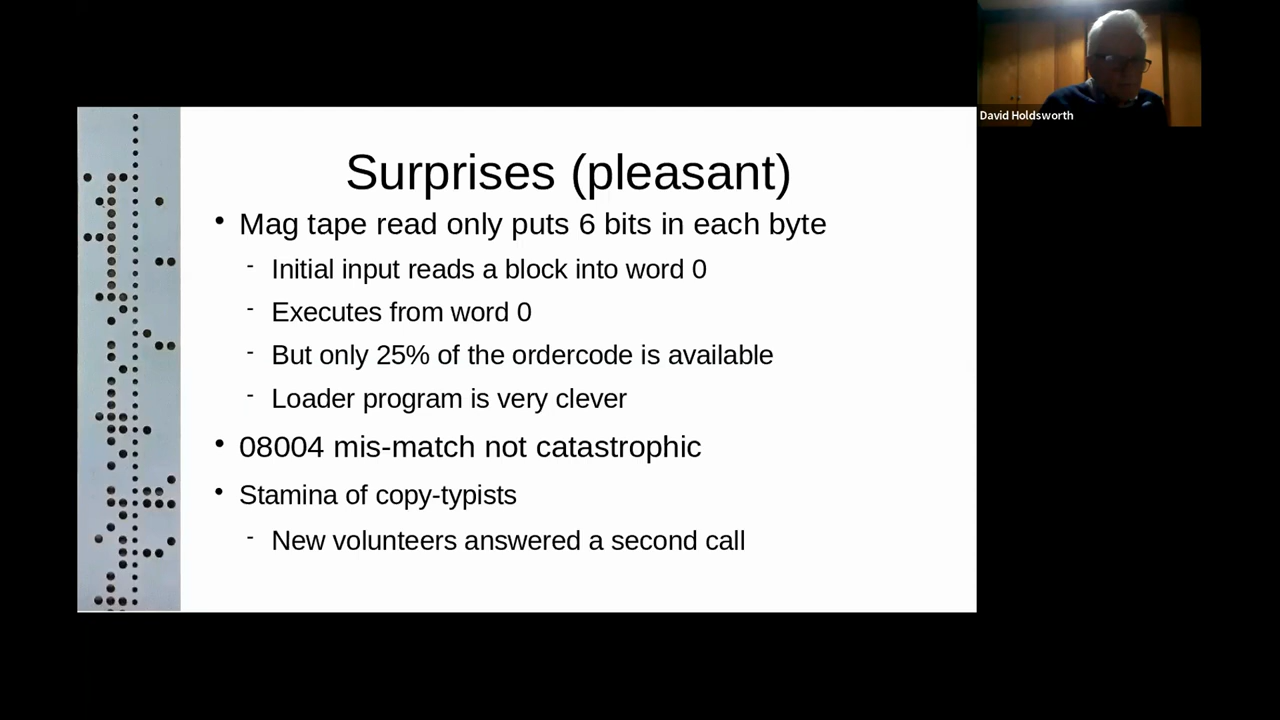 David Holdsworth
Surprises (pleasant)
• Mag tape read only puts 6 bits in each byte
- Initial input reads a block into word 0
- Executes from word 0
- But only 25% of the ordercode is available
- Loader program is very clever
• 08004 mis-match not catastrophic
• Stamina of copy-typists
- New volunteers answered a second call